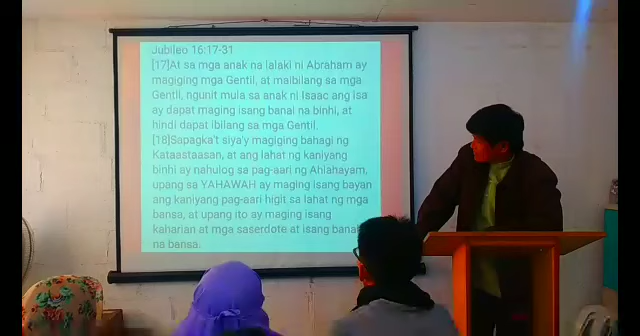 Jubileo 16:17-31
[17]At sa mga anak na lalaki ni Abraham ay
magiging mga Gentil, at maibilang sa mga
Gentil, ngunit mula sa anak ni Isaac ang isa
ay dapat maging isang banal na binhi, at
hindi dapat ibilang sa mga Gentil.
[18]Sapagka't siya'y magiging bahagi ng
Kataastaasan, at ang lahat ng kaniyang
binhi ay nahulog sa pag-aari ng Ahlahayam,
upang sa YAHAWAH ay maging isang bayan
ang kaniyang pag-aari higit sa lahat ng mga
bansa, at upang ito ay maging isang
kaharian at mga saserdote at isang banal
na bansa.